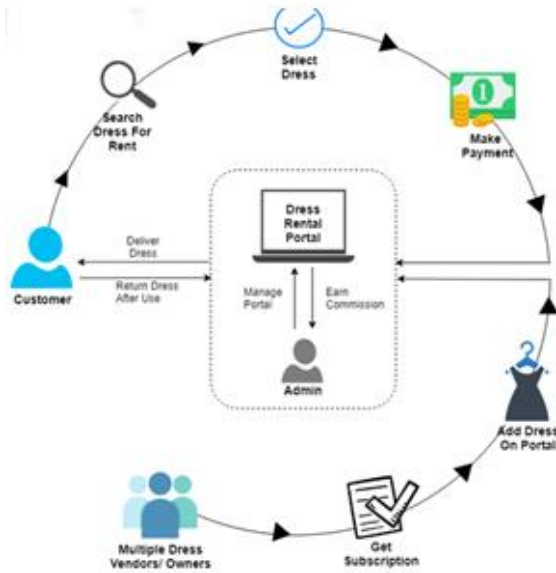 Select
Dress
Search
Dress For
Rent
1
Make
Payment
Dress
Rental
Portal
Deliver
Dress
Return Dress
After Use
Customer
Manage
Portal
Earn
Commission
Admin
Add Dress
On Portal
Multiple Dress
Vendors/ Owners
Get
Subscription